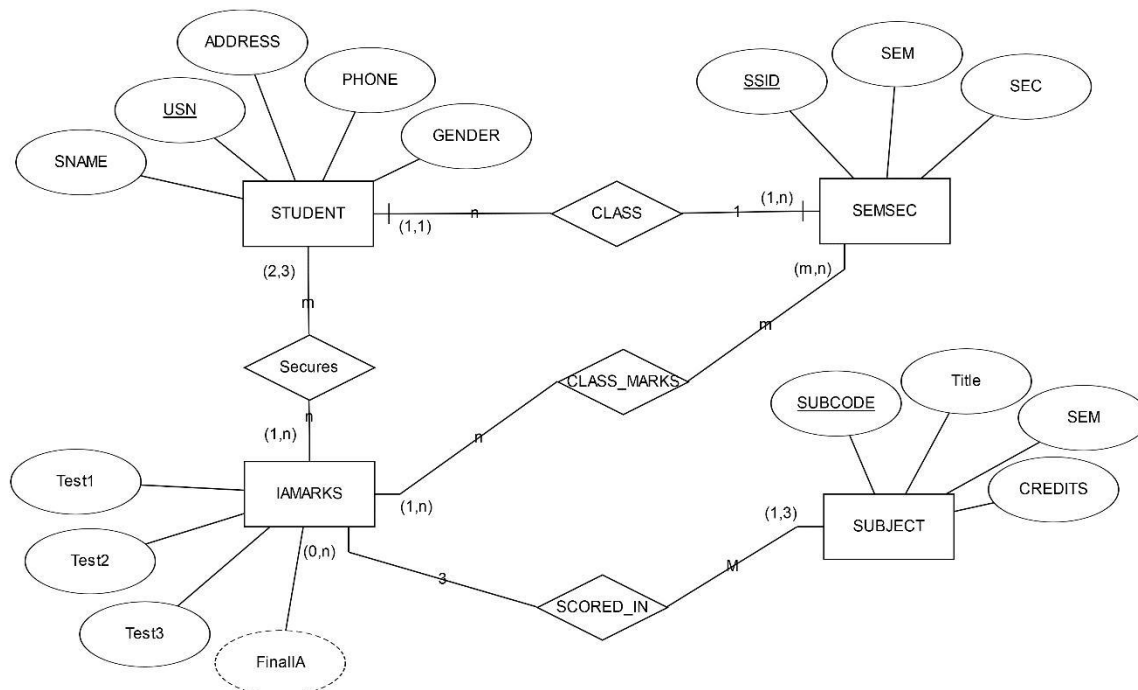 ADDRESS
SEM
PHONE
SSID
USN
SEC
GENDER
SNAME
STUDENT
n
CLASS
1
(1,n)
SEMSEC
(1,1)
(2,3)
(m,n)
m
m
Secures
CLASS_MARKS
Title
SUBCODE
SEM
n
(1,n)
n
Test1
IAMARKS
CREDITS
(1,n)
(1,3)
SUBJECT
Test2
(0,n)
3
M
SCORED_IN
Test3
FinalIA